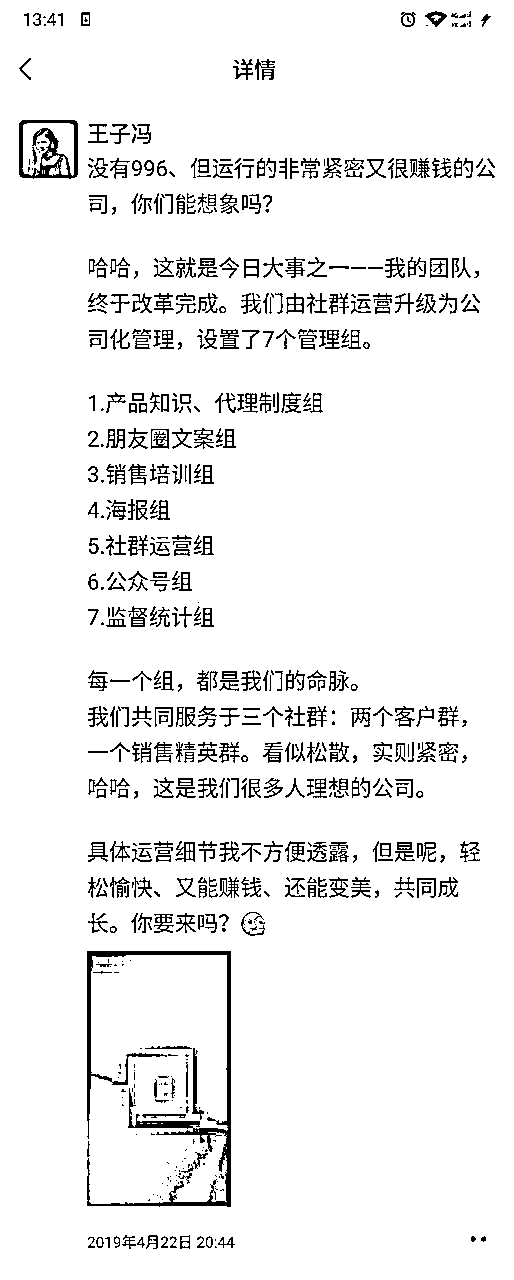 13:41
详情
王子冯
没有996、但运行的非常紧密又很赚钱的公
司，你们能想象吗？
哈哈，这就是今日大事之一——我的团队，
终于改革完成。我们由社群运营升级为公
司化管理，设置了7个管理组。
1.产品知识、代理制度组
2.朋友圈文案组
3.销售培训组
4.海报组
5.社群运营组
6.公众号组
7.监督统计组
每一个组，都是我们的命脉。
我们共同服务于三个社群：两个客户群，
一个销售精英群。看似松散，实则紧密，
哈哈，这是我们很多人理想的公司。
具体运营细节我不方便透露，但是呢，轻
松愉快、又能赚钱、还能变美，共同成
长。你要来吗？
2019年4月22日 20:44